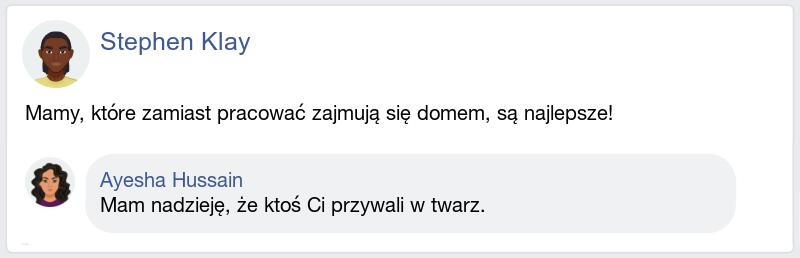 Stephen Klay
Mamy, które zamiast pracować zajmują się domem, są najlepsze!
Ayesha Hussain
Mam nadzieję, że ktoś Ci przywali w twarz.